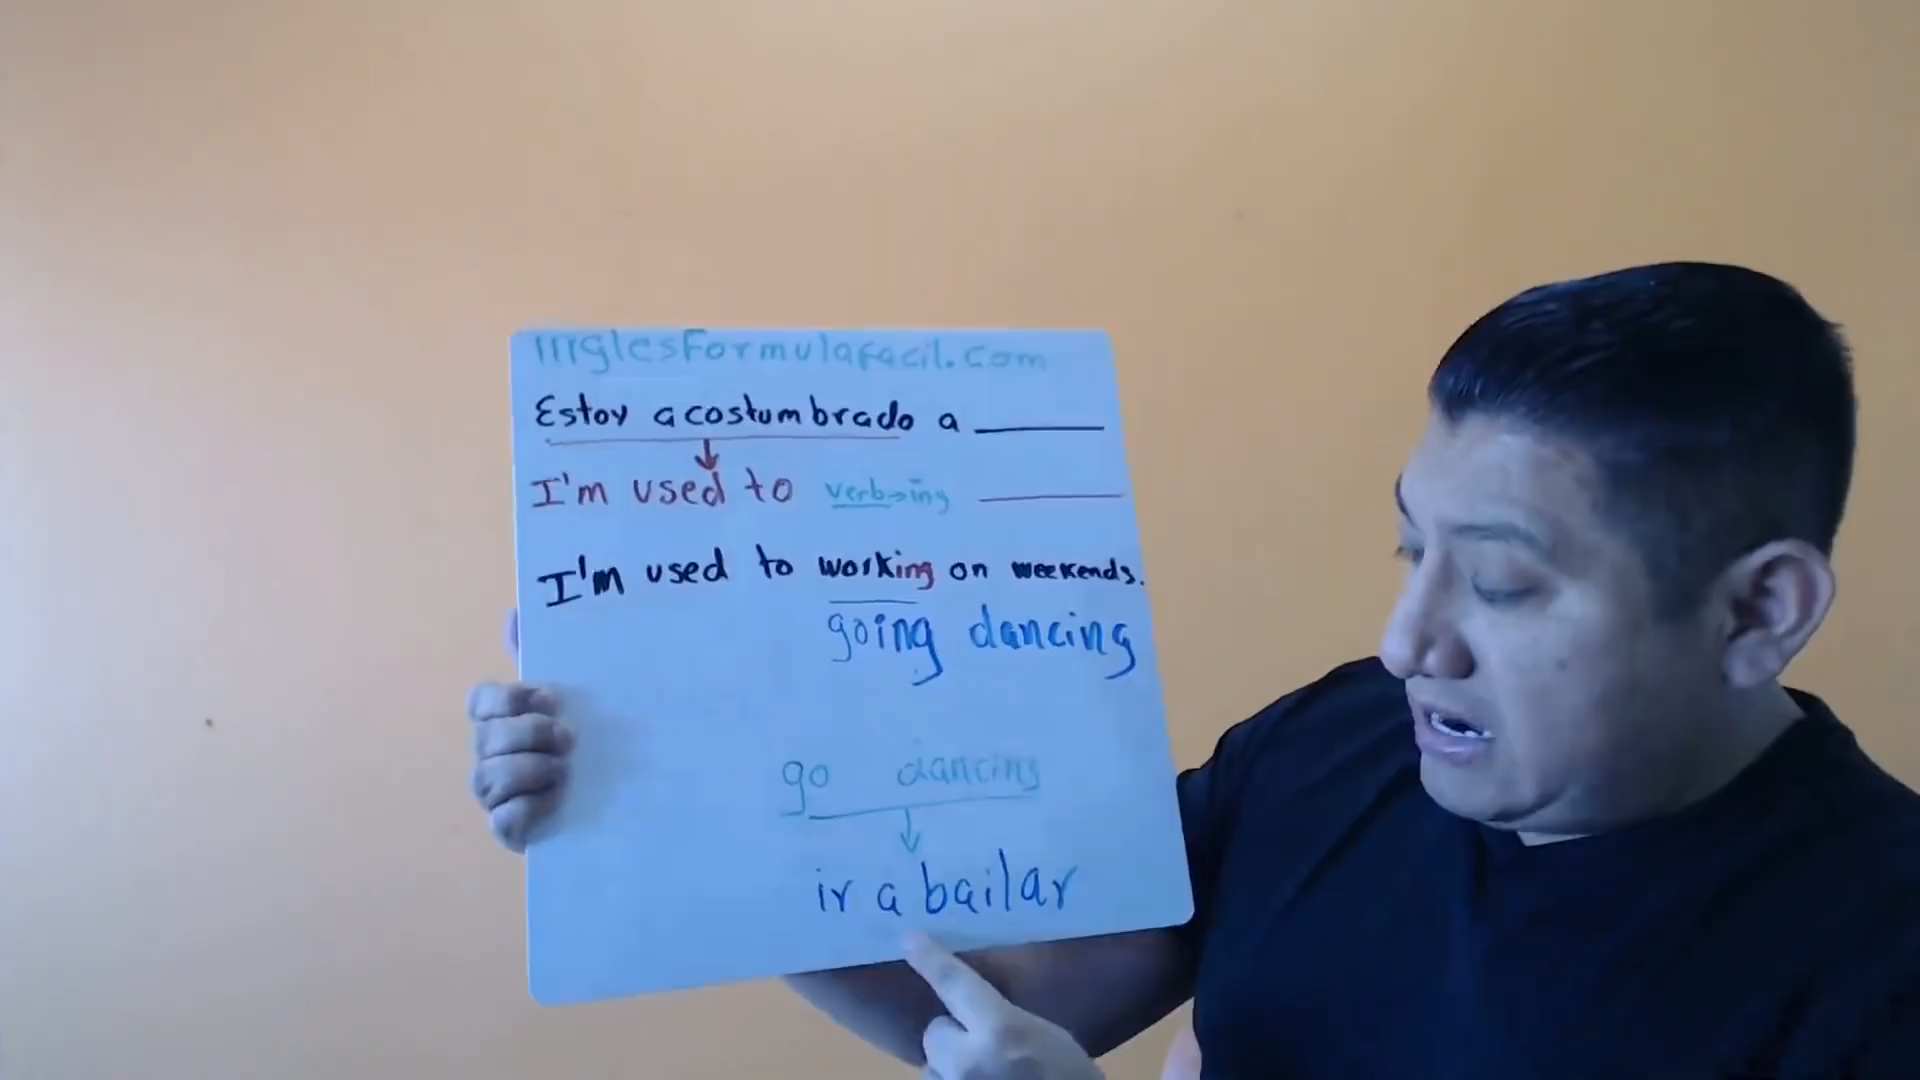 inglesFormulafacil.com
Estoy acostumbrado a ______
I'm used to verb→ing ______
I'm used to working on weekends.
going dancing
go dancing
ir a bailar